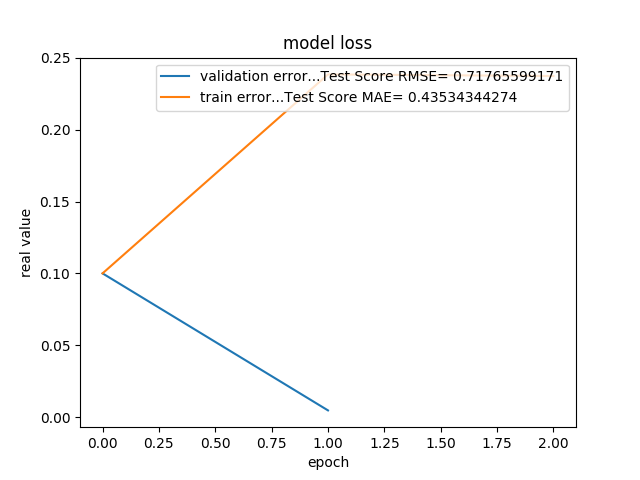 model loss
validation error...Test Score RMSE= 0.71765599171
train error...Test Score MAE= 0.43534344274
real value
0.25
0.20
0.15
0.10
0.05
0.00
0.00 0.25 0.50 0.75 1.00 1.25 1.50 1.75 2.00
epoch